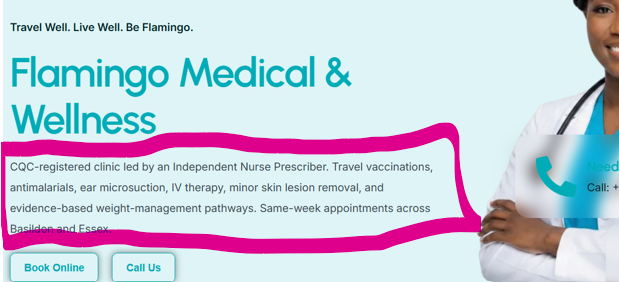 Travel Well. Live Well. Be Flamingo.
Flamingo Medical &
Wellness
CQC-registered clinic led by an Independent Nurse Prescriber. Travel vaccinations,
antimalarials, ear microsuction, IV therapy, minor skin lesion removal, and
evidence-based weight-management pathways. Same-week appointments across
Basildon and Essex.
Need
Call: +
Book Online
Call Us